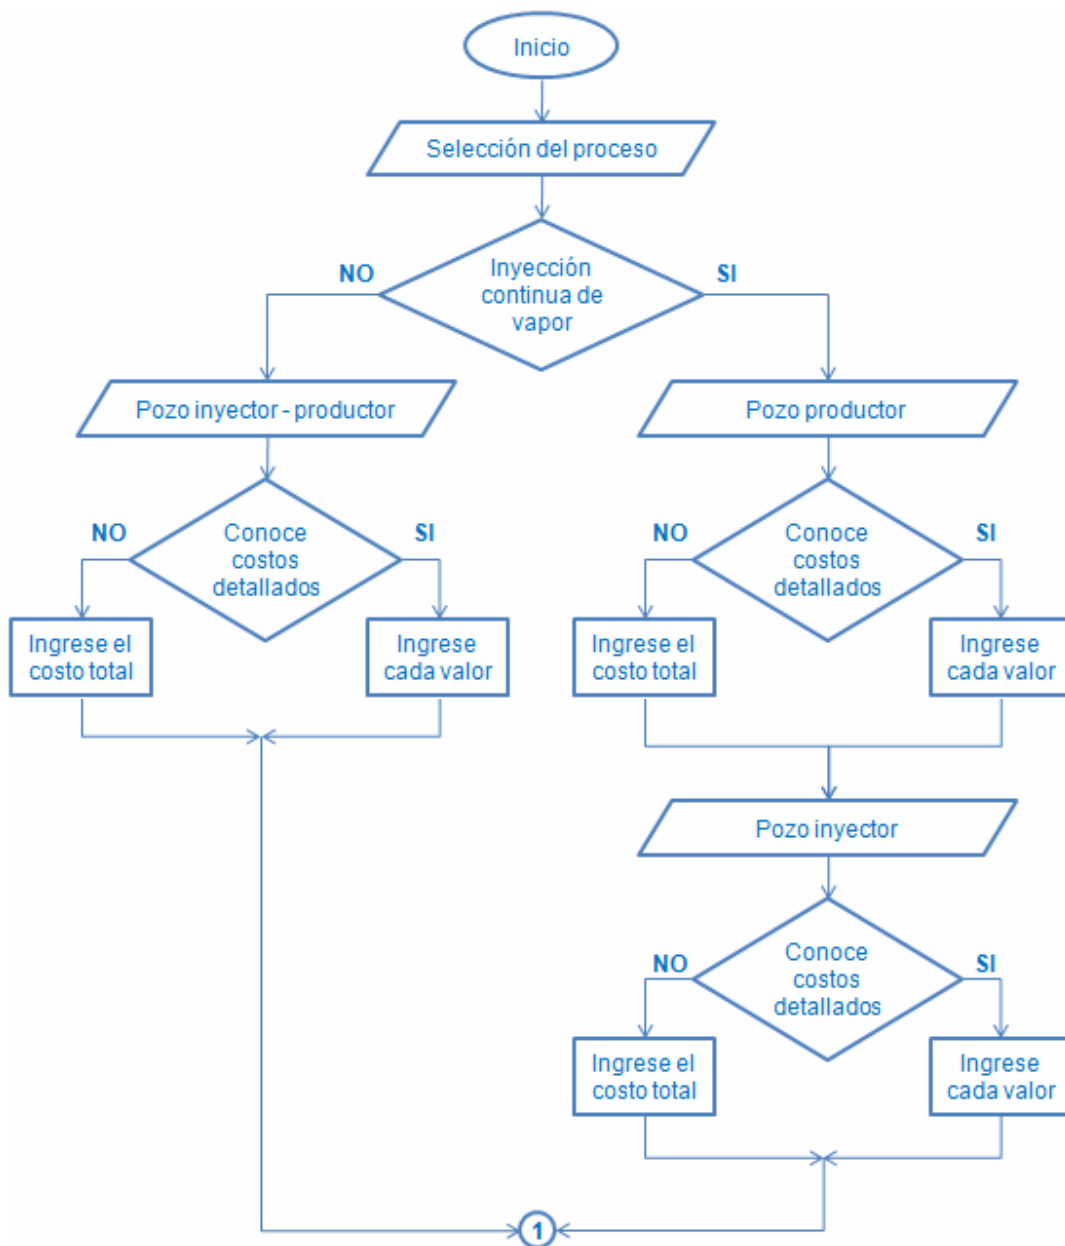 Inicio
Selección del proceso
NO
Inyección
continua de
vapor
SI
Pozo inyector - productor
Pozo productor
NO
Conoce
costos
detallados
SI
NO
Conoce
costos
detallados
SI
Ingrese el
costo total
Ingrese
cada valor
Ingrese el
costo total
Ingrese
cada valor
Pozo inyector
NO
Conoce
costos
detallados
SI
Ingrese el
costo total
Ingrese
cada valor
1